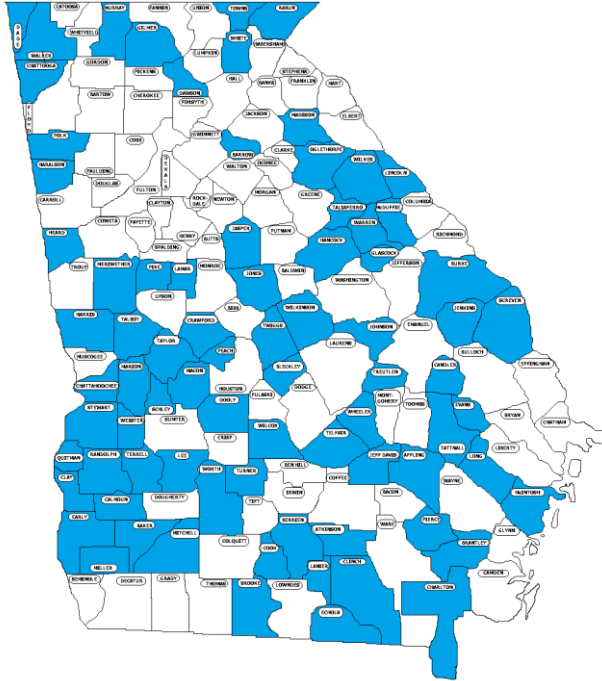 CATOOSA
MURRAY
FANNIN
UNION
TOWNS
RABUN
DADE
WHITFIELD
GILMER
WHITE
HABERSHAM
WALKER
LUMPKIN
CHATTOOGA
GORDON
PICKENS
HALL
BANKS
STEPHENS
FRANKLIN
HART
BARTOW
CHEROKEE
DAWSON
FORSYTH
FLOYD
JACKSON
MADISON
ELBERT
POLK
COBB
GWINNETT
BARROW
CLARKE
OGLETHORPE
HARALSON
PAULDING
DEKALB
WALTON
OCONEE
WILKES
LINCOLN
DOUGLAS
FULTON
CARROLL
CLAYTON
ROCK-
DALE
NEWTON
MORGAN
GREENE
TALIAFERRO
McDUFFIE
COLUMBIA
COWETA
FAYETTE
HENRY
BUTTS
JASPER
PUTNAM
WARREN
RICHMOND
HEARD
SPALDING
HANCOCK
GLASCOCK
TROUP
MERIWETHER
PIKE
LAMAR
MONROE
JONES
BALDWIN
JEFFERSON
BURKE
WASHINGTON
UPSON
BIBB
WILKINSON
JENKINS
SCREVEN
HARRIS
TALBOT
CRAWFORD
TWIGGS
JOHNSON
EMANUEL
TAYLOR
PEACH
LAURENS
BULLOCH
EFFINGHAM
MUSCOGEE
MARION
MACON
BLECKLEY
TREUTLEN
CANDLER
CHATTAHOOCHEE
HOUSTON
DOOLY
PULASKI
DODGE
MONT-
GOMERY
TOOMBS
EVANS
BRYAN
CHATHAM
STEWART
WEBSTER
SCHLEY
SUMTER
WILCOX
WHEELER
TELFAIR
TATTNALL
LIBERTY
QUITMAN
RANDOLPH
TERRELL
LEE
CRISP
BEN HILL
JEFF DAVIS
APPLING
LONG
CLAY
WORTH
TURNER
IRWIN
COFFEE
BACON
WAYNE
McINTOSH
CALHOUN
DOUGHERTY
TIFT
EARLY
BAKER
MITCHELL
BERRIEN
ATKINSON
WARE
PIERCE
GLYNN
COLQUITT
COOK
LANIER
CLINCH
BRANTLEY
MILLER
SEMINOLE
DECATUR
GRADY
THOMAS
BROOKS
LOWNDES
ECHOLS
CHARLTON
CAMDEN